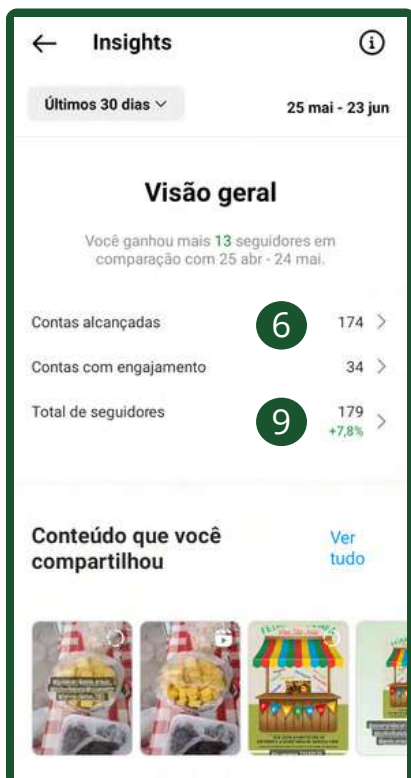 Insights
Últimos 30 dias
25 mai - 23 jun
Visão geral
Você ganhou mais 13 seguidores em
comparação com 25 abr - 24 mai.
Contas alcançadas 6 174
Contas com engajamento 34
Total de seguidores 9 179
+7,8%
Conteúdo que você
compartilhou
Ver
tudo